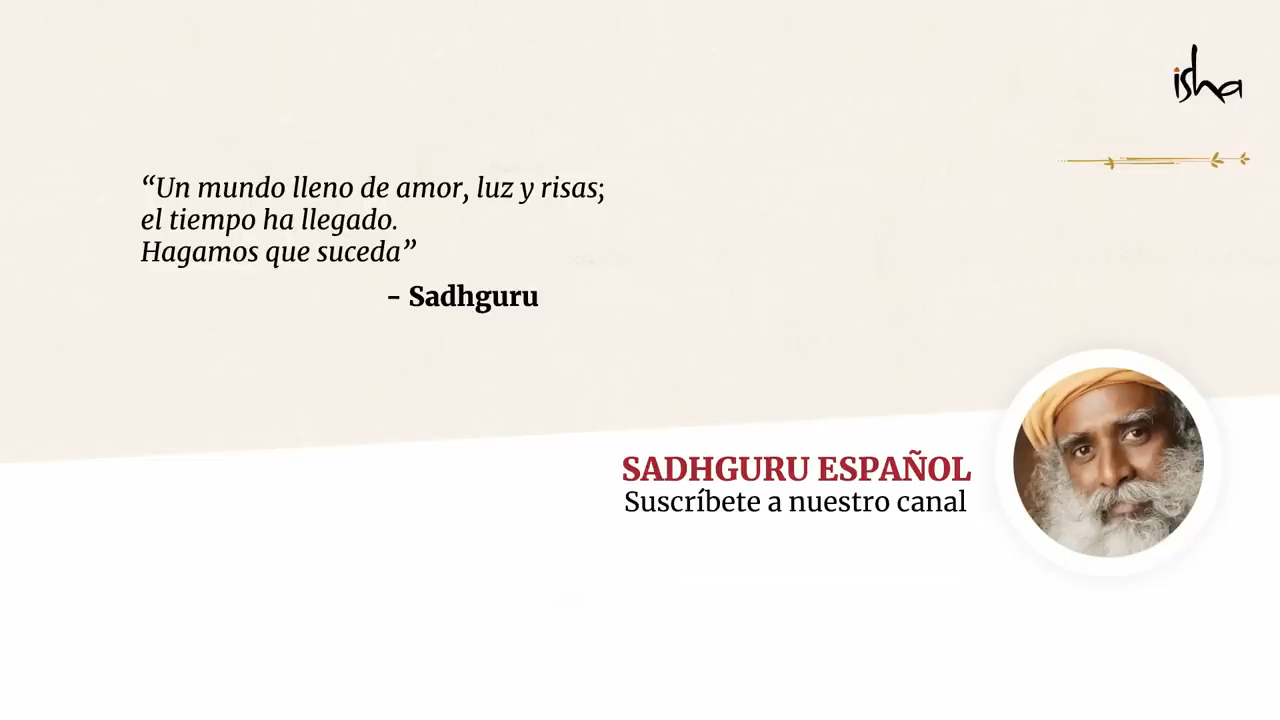 isha
“Un mundo lleno de amor, luz y risas;
el tiempo ha llegado.
Hagamos que suceda”
- Sadhguru
SADHGURU ESPAÑOL
Suscríbete a nuestro canal